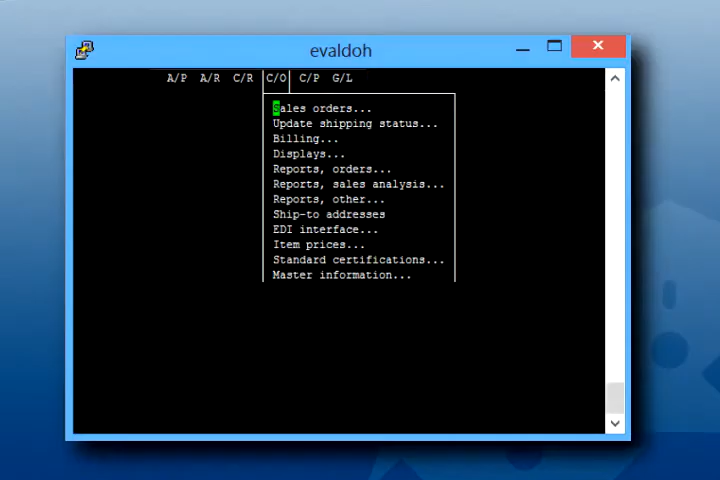 evaldoh
A/P A/R C/R C/O C/P G/L
Sales orders...
Update shipping status...
Billing...
Displays...
Reports, orders...
Reports, sales analysis...
Reports, other...
Ship-to addresses
EDI interface...
Item prices...
Standard certifications...
Master information...